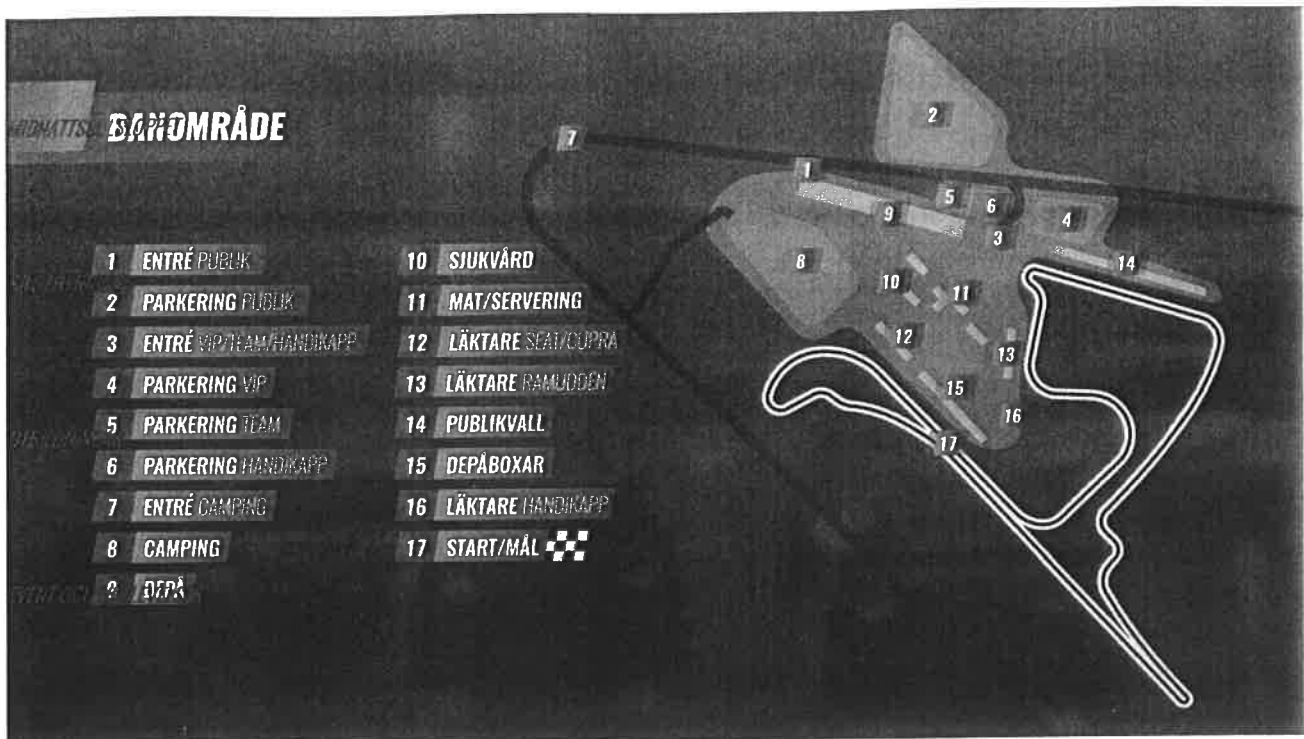 BANOMRÅDE
1 ENTRÉ PUBLIK
2 PARKERING PUBLIK
3 ENTRÉ VIP/TEAM/HANDIKAPP
4 PARKERING VIP
5 PARKERING TEAM
6 PARKERING HANDIKAPP
7 ENTRÉ CAMPING
8 CAMPING
9 DEPÅ
10 SJUKVÅRD
11 MAT/SERVERING
12 LÄKTARE SEAT/CUPRA
13 LÄKTARE RAMUDDEN
14 PUBLIKVALL
15 DEPÅBOXAR
16 LÄKTARE HANDIKAPP
17 START/MÅL
2
7
1
5
6
4
9
3
8
14
10
11
12
13
15
16
17